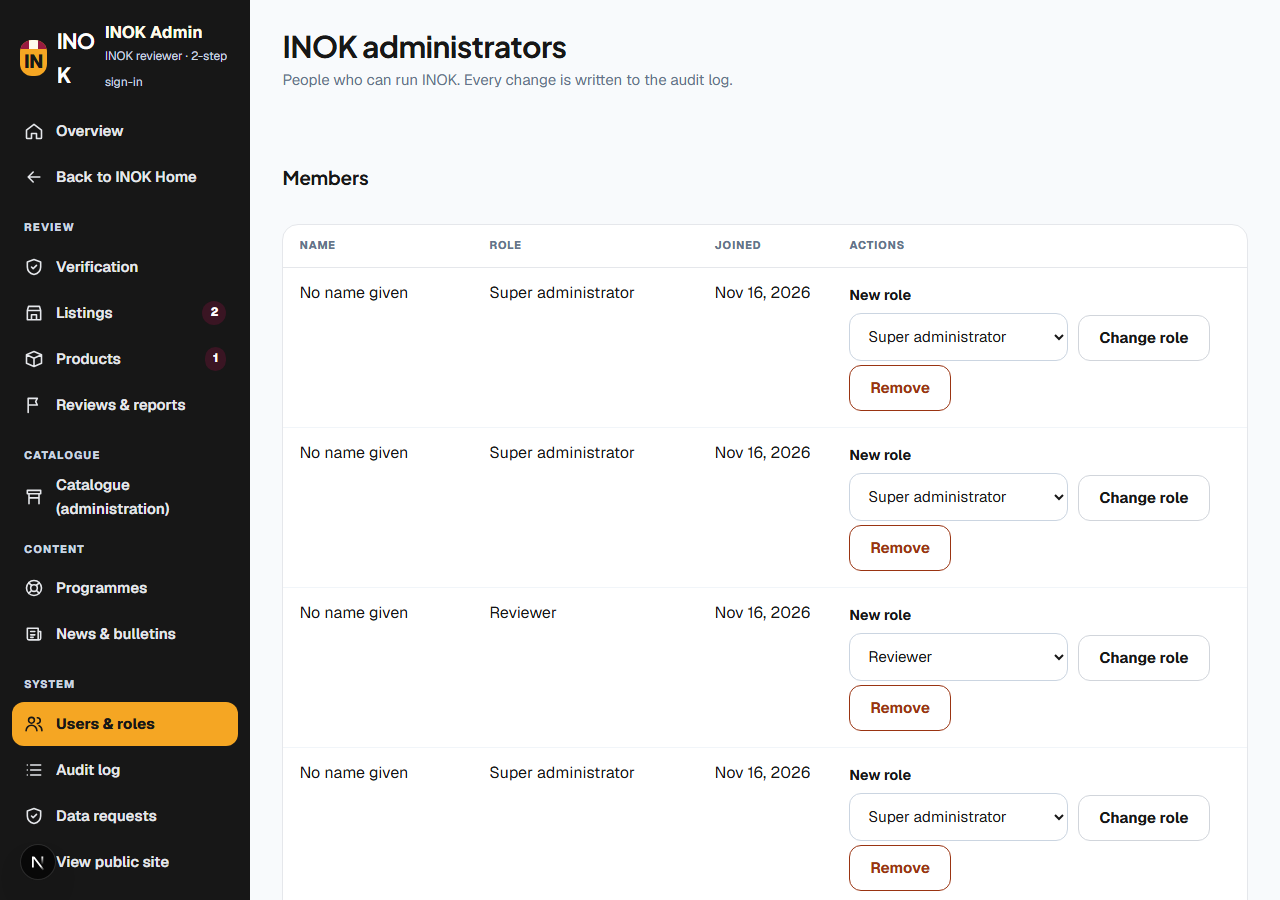 IN
INO
K
INOK Admin
INOK reviewer · 2-step
sign-in
Overview
Back to INOK Home
REVIEW
Verification
Listings
2
Products
1
Reviews & reports
CATALOGUE
Catalogue
(administration)
CONTENT
Programmes
News & bulletins
SYSTEM
Users & roles
Audit log
Data requests
N
View public site
INOK administrators
People who can run INOK. Every change is written to the audit log.
Members
NAME ROLE JOINED ACTIONS
No name given Super administrator Nov 16, 2026 New role
Super administrator Change role
Remove
No name given Super administrator Nov 16, 2026 New role
Super administrator Change role
Remove
No name given Reviewer Nov 16, 2026 New role
Reviewer Change role
Remove
No name given Super administrator Nov 16, 2026 New role
Super administrator Change role
Remove